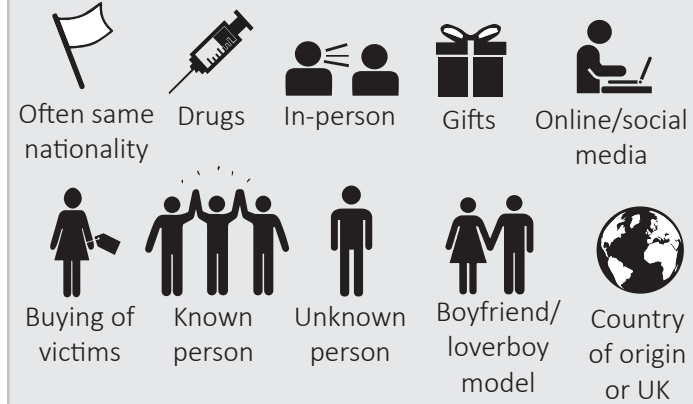 Often same
nationality
Drugs
In-person
Gifts
Online/social
media
Buying of
victims
Known
person
Unknown
person
Boyfriend/
loverboy
model
Country
of origin
or UK